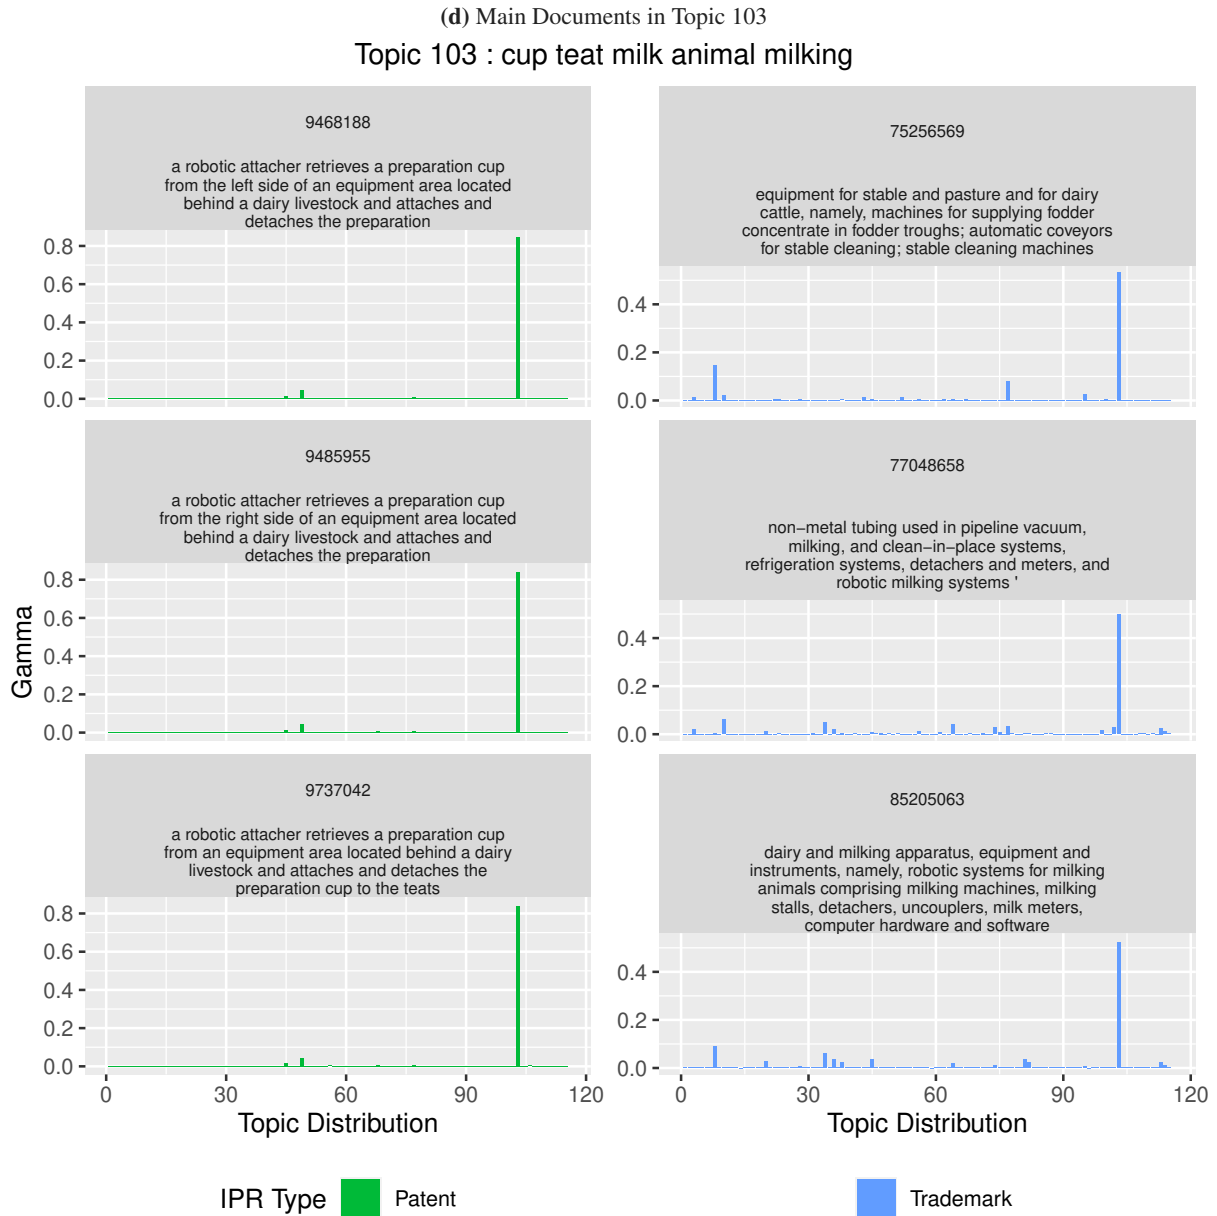 (d) Main Documents in Topic 103
Topic 103 : cup teat milk animal milking
9468188
a robotic attacher retrieves a preparation cup
from the left side of an equipment area located
behind a dairy livestock and attaches and
detaches the preparation
0.8
0.6
0.4
0.2
0.0
75256569
equipment for stable and pasture and for dairy
cattle, namely, machines for supplying fodder
concentrate in fodder troughs; automatic coveyors
for stable cleaning; stable cleaning machines
0.4
0.2
0.0
9485955
a robotic attacher retrieves a preparation cup
from the right side of an equipment area located
behind a dairy livestock and attaches and
detaches the preparation
0.8
0.6
0.4
0.2
0.0
77048658
non−metal tubing used in pipeline vacuum,
milking, and clean−in−place systems,
refrigeration systems, detachers and meters, and
robotic milking systems '
0.4
0.2
0.0
Gamma
9737042
a robotic attacher retrieves a preparation cup
from an equipment area located behind a dairy
livestock and attaches and detaches the
preparation cup to the teats
0.8
0.6
0.4
0.2
0.0
0 30 60 90 120
Topic Distribution
85205063
dairy and milking apparatus, equipment and
instruments, namely, robotic systems for milking
animals comprising milking machines, milking
stalls, detachers, uncouplers, milk meters,
computer hardware and software
0.4
0.2
0.0
0 30 60 90 120
Topic Distribution
IPR Type Patent Trademark